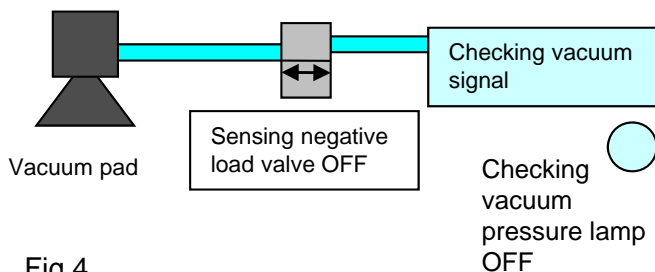 Checking vacuum
signal
Sensing negative
load valve OFF
Vacuum pad
Checking
vacuum
pressure lamp
OFF
Fig 4